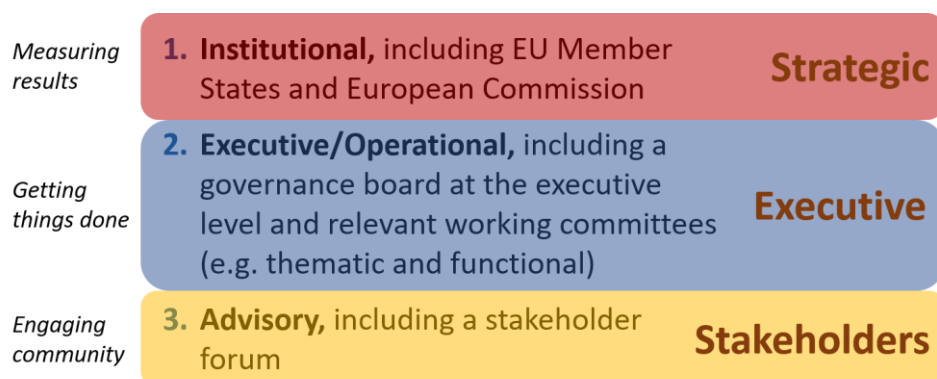 Measuring
results
1. Institutional, including EU Member
States and European Commission
Strategic
Getting
things done
2. Executive/Operational, including a
governance board at the executive
level and relevant working committees
(e.g. thematic and functional)
Executive
Engaging
community
3. Advisory, including a stakeholder
forum
Stakeholders